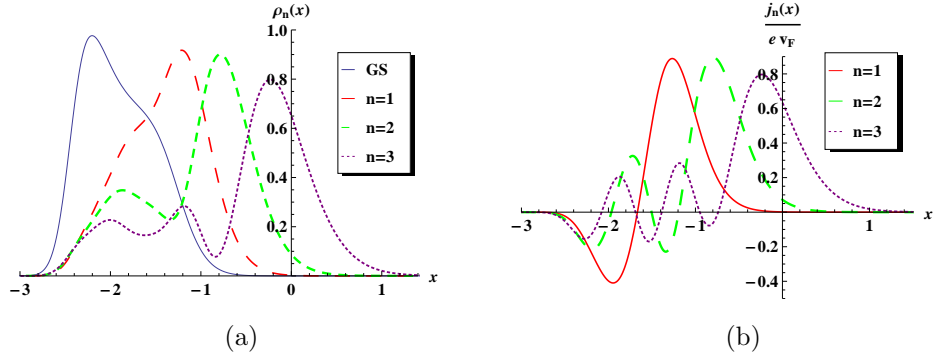 ρₙ(x)
1.0
0.8
0.6
0.4
0.2
GS
n=1
n=2
n=3
−3 −2 −1 0 1 x
(a)
jₙ(x)
e v_F
0.8
0.6
0.4
0.2
−0.2
−0.4
n=1
n=2
n=3
−3 −2 −1 1 x
(b)